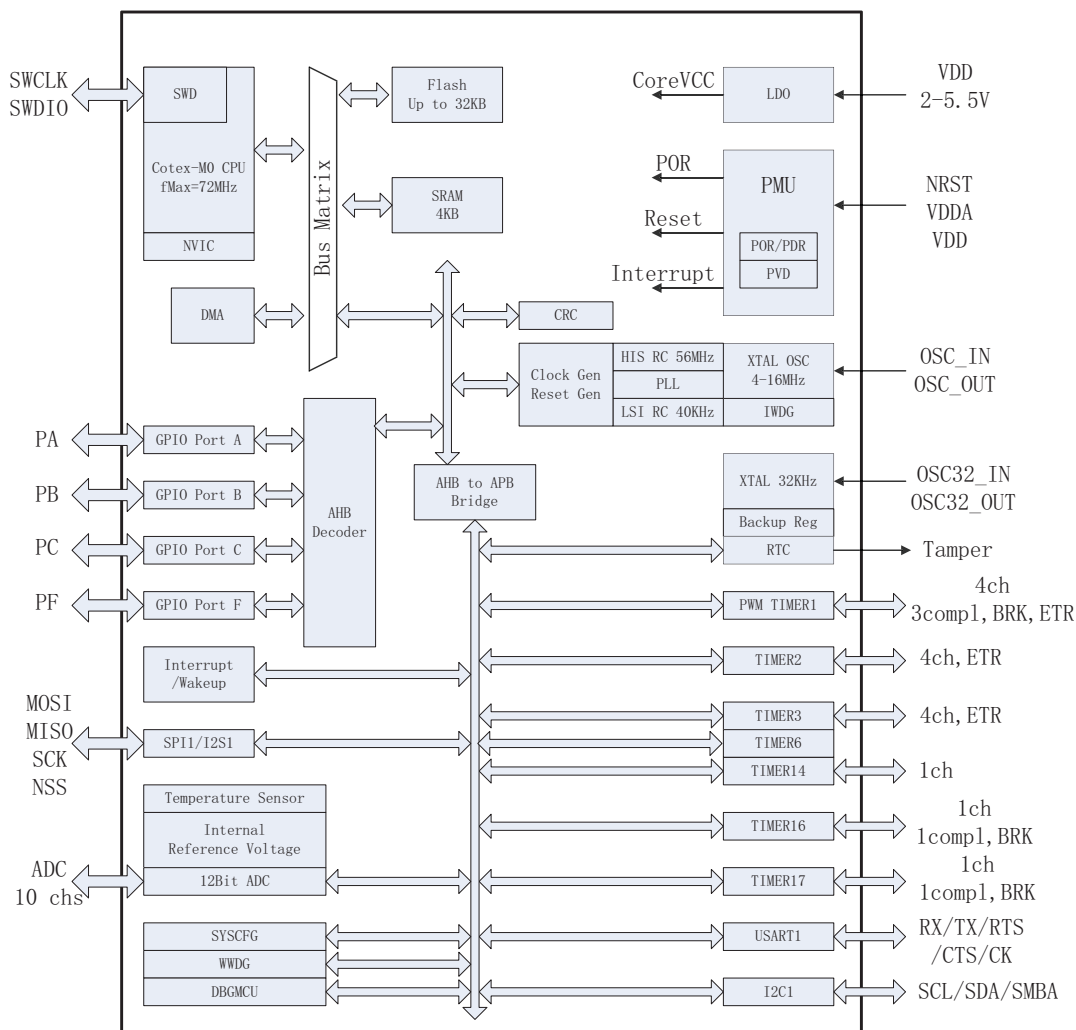 SWCLK
SWDIO
SWD
Cotex-M0 CPU
fMax=72MHz
NVIC
DMA
Bus Matrix
Flash
Up to 32KB
SRAM
4KB
CoreVCC
LDO
VDD
2-5.5V
POR
Reset
Interrupt
PMU
POR/PDR
PVD
NRST
VDDA
VDD
CRC
Clock Gen
Reset Gen
HIS RC 56MHz
PLL
LSI RC 40KHz
XTAL OSC
4-16MHz
IWDG
OSC_IN
OSC_OUT
PA
GPIO Port A
PB
GPIO Port B
PC
GPIO Port C
PF
GPIO Port F
AHB
Decoder
AHB to APB
Bridge
XTAL 32KHz
Backup Reg
RTC
OSC32_IN
OSC32_OUT
Tamper
PWM TIMER1
4ch
3compl,BRK,ETR
Interrupt
/Wakeup
TIMER2
4ch,ETR
MOSI
MISO
SCK
NSS
SPI1/I2S1
TIMER3
4ch,ETR
TIMER6
TIMER14
1ch
Temperature Sensor
Internal
Reference Voltage
12Bit ADC
ADC
10 chs
TIMER16
1ch
1compl,BRK
TIMER17
1ch
1compl,BRK
SYSCFG
WWDG
DBGMCU
USART1
RX/TX/RTS
/CTS/CK
I2C1
SCL/SDA/SMBA